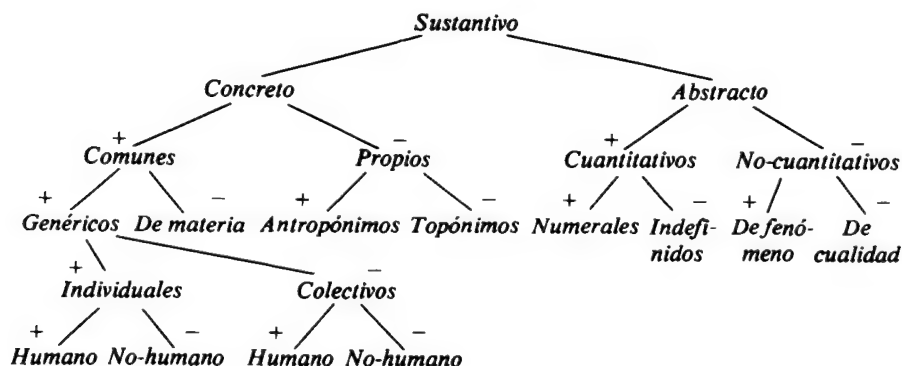 Sustantivo
Concreto Abstracto
+ − + −
Comunes Propios Cuantitativos No-cuantitativos
+ − + − + − + −
Genéricos De materia Antropónimos Topónimos Numerales Indefi- De fenó- De
nidos meno cualidad
+ −
Individuales Colectivos
+ − + −
Humano No-humano Humano No-humano